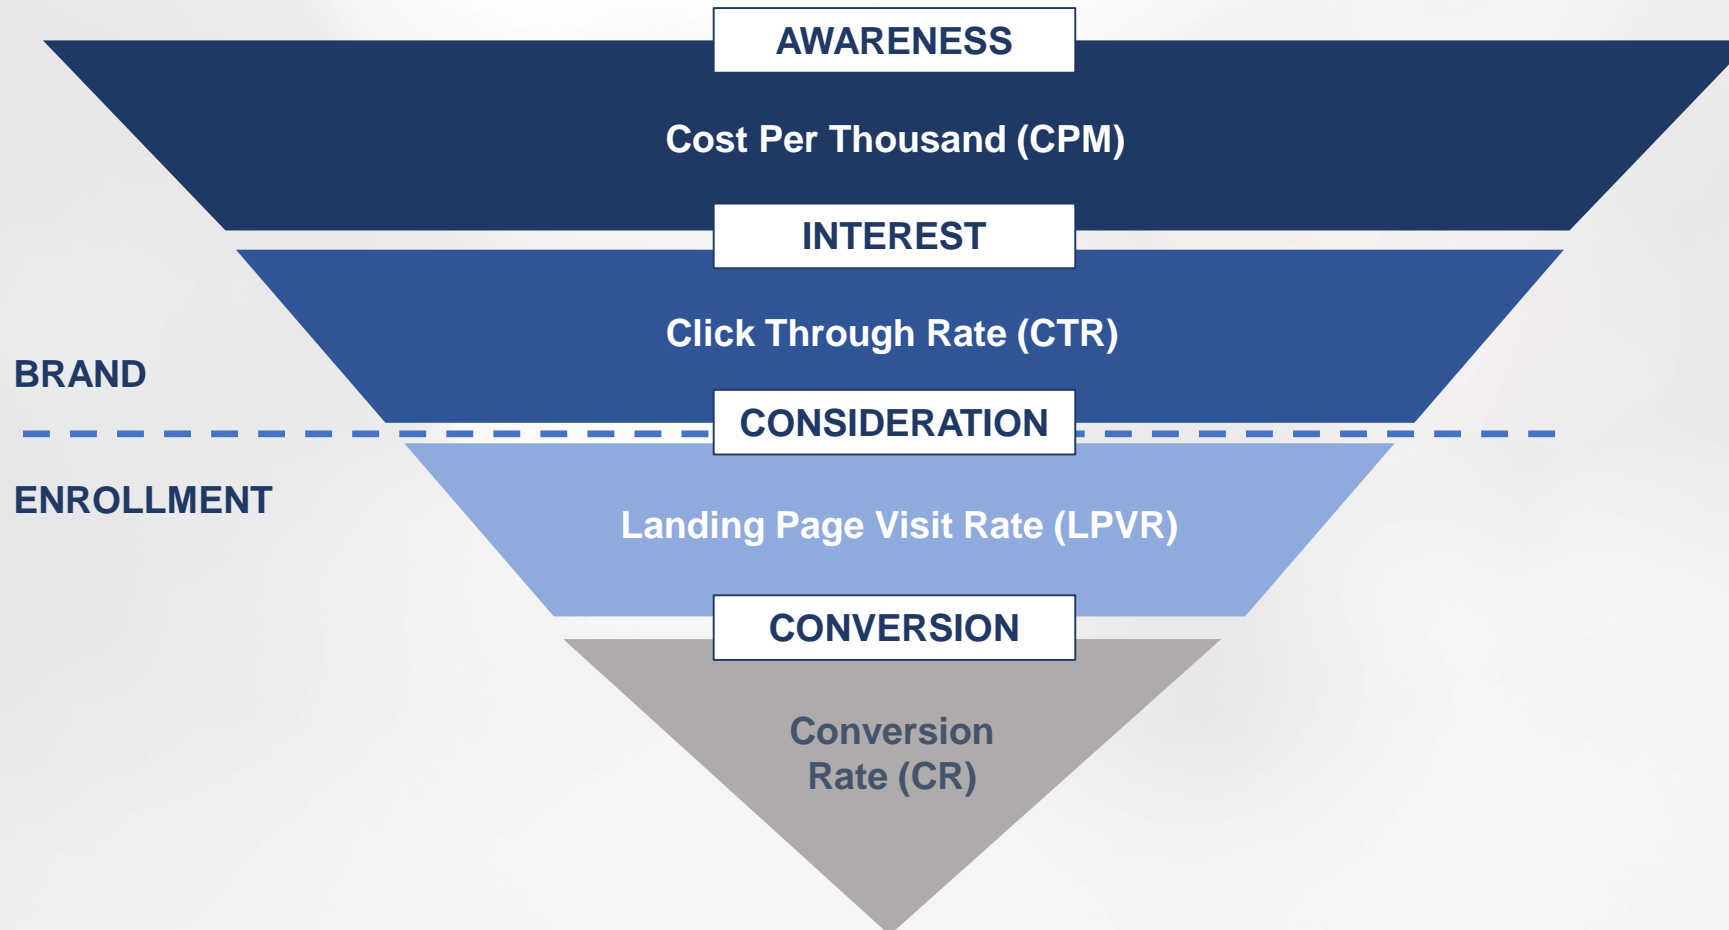 AWARENESS
Cost Per Thousand (CPM)
INTEREST
Click Through Rate (CTR)
BRAND
CONSIDERATION
ENROLLMENT
Landing Page Visit Rate (LPVR)
CONVERSION
Conversion
Rate (CR)